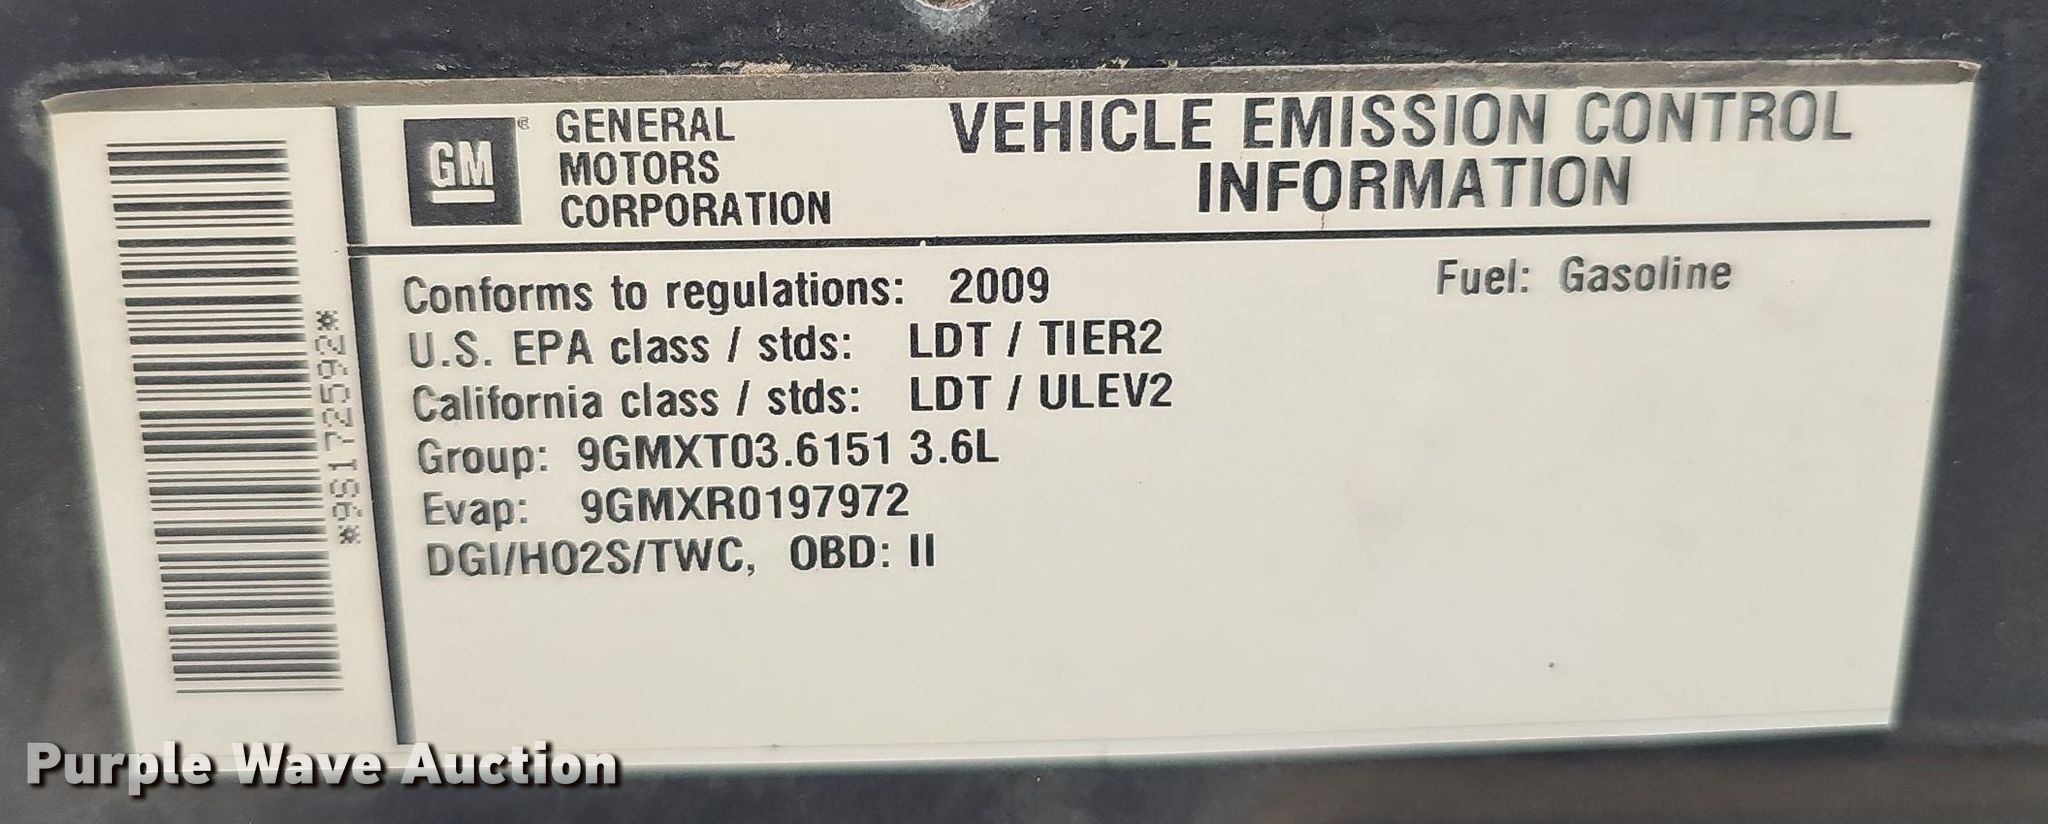 GM
GENERAL
MOTORS
CORPORATION
VEHICLE EMISSION CONTROL
INFORMATION
Conforms to regulations: 2009
Fuel: Gasoline
U.S. EPA class / stds: LDT / TIER2
California class / stds: LDT / ULEV2
Group: 9GMXT03.6151 3.6L
Evap: 9GMXR0197972
DGI/HO2S/TWC, OBD: II
*9S1725592*
Purple Wave Auction